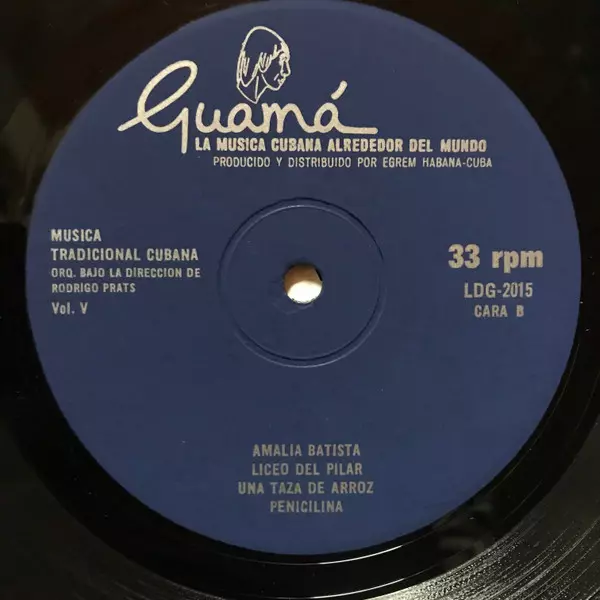 Guamá
LA MUSICA CUBANA ALREDEDOR DEL MUNDO
PRODUCIDO Y DISTRIBUIDO POR EGREM HABANA-CUBA
MUSICA
TRADICIONAL CUBANA
ORQ. BAJO LA DIRECCION DE
RODRIGO PRATS
Vol. V
33 rpm
LDG-2015
CARA B
AMALIA BATISTA
LICEO DEL PILAR
UNA TAZA DE ARROZ
PENICILINA